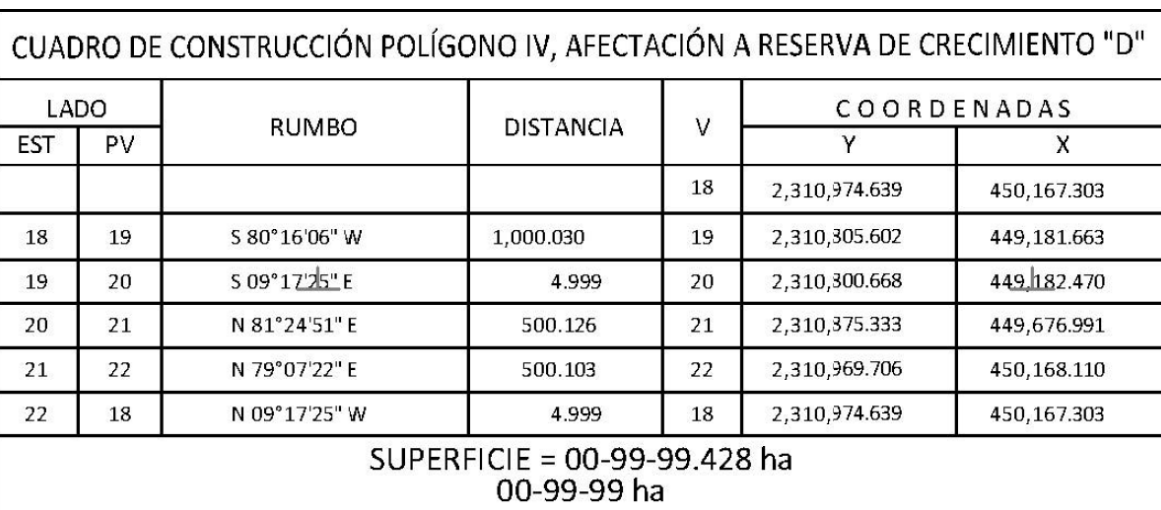 CUADRO DE CONSTRUCCIÓN POLÍGONO IV, AFECTACIÓN A RESERVA DE CRECIMIENTO "D"
LADO RUMBO DISTANCIA V COORDENADAS
EST PV Y X
18 2,310,974.639 450,167.303
18 19 S 80°16'06" W 1,000.030 19 2,310,805.602 449,181.663
19 20 S 09°17'25" E 4.999 20 2,310,800.668 449,182.470
20 21 N 81°24'51" E 500.126 21 2,310,875.333 449,676.991
21 22 N 79°07'22" E 500.103 22 2,310,969.706 450,168.110
22 18 N 09°17'25" W 4.999 18 2,310,974.639 450,167.303
SUPERFICIE = 00-99-99.428 ha
00-99-99 ha